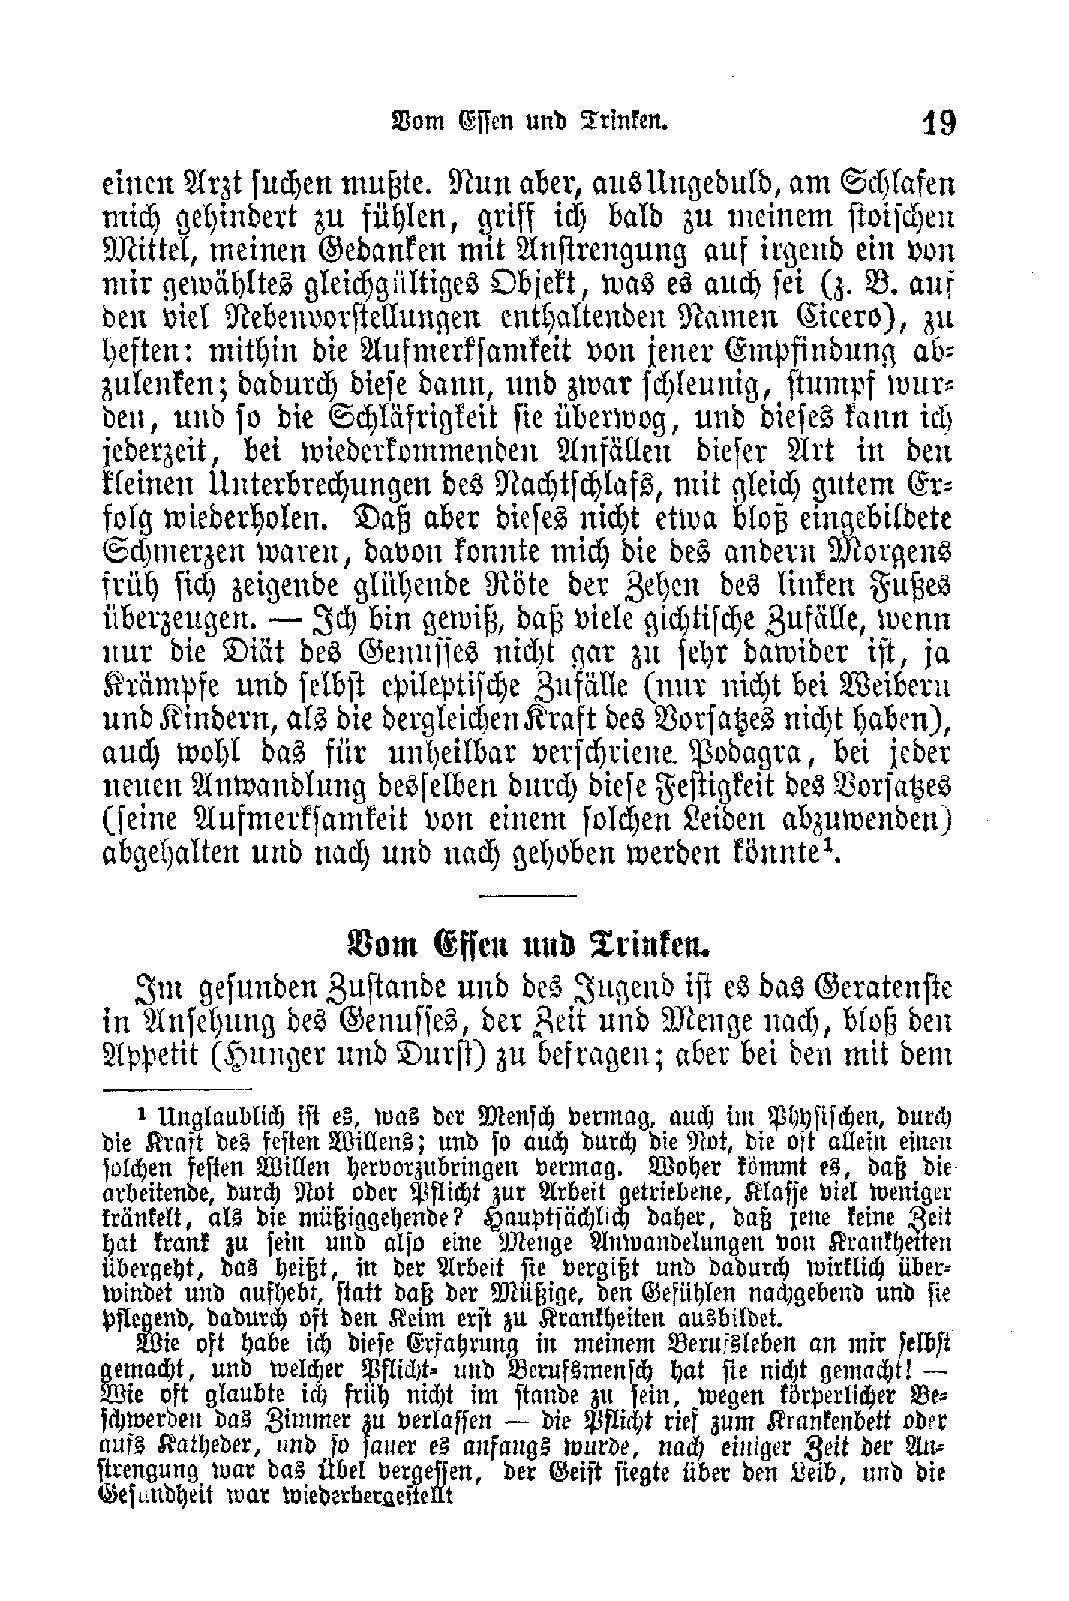 Vom Essen und Trinken. 19
einen Arzt suchen mußte. Nun aber, aus Ungeduld, am Schlafen
mich gehindert zu fühlen, griff ich bald zu meinem stoischen
Mittel, meinen Gedanken mit Anstrengung auf irgend ein von
mir gewähltes gleichgültiges Objekt, was es auch sei (z. B. auf
den viel Nebenvorstellungen enthaltenden Namen Cicero), zu
heften: mithin die Aufmerksamkeit von jener Empfindung ab-
zulenken; dadurch diese dann, und zwar schleunig, stumpf wur-
den, und so die Schläfrigkeit sie überwog, und dieses kann ich
jederzeit, bei wiederkommenden Anfällen dieser Art in den
kleinen Unterbrechungen des Nachtschlafs, mit gleich gutem Er-
folg wiederholen. Daß aber dieses nicht etwa bloß eingebildete
Schmerzen waren, davon konnte mich die des andern Morgens
früh sich zeigende glühende Röte der Zehen des linken Fußes
überzeugen. — Ich bin gewiß, daß viele gichtische Zufälle, wenn
nur die Diät des Genusses nicht gar zu sehr dawider ist, ja
Krämpfe und selbst epileptische Zufälle (nur nicht bei Weibern
und Kindern, als die dergleichen Kraft des Vorsatzes nicht haben),
auch wohl das für unheilbar verschriene Podagra, bei jeder
neuen Anwandlung desselben durch diese Festigkeit des Vorsatzes
(seine Aufmerksamkeit von einem solchen Leiden abzuwenden)
abgehalten und nach und nach gehoben werden könnte¹.
Vom Essen und Trinken.
Im gesunden Zustande und des Jugend ist es das Geratenste
in Ansehung des Genusses, der Zeit und Menge nach, bloß den
Appetit (Hunger und Durst) zu befragen; aber bei den mit dem
¹ Unglaublich ist es, was der Mensch vermag, auch im Physischen, durch
die Kraft des festen Willens; und so auch durch die Not, die oft allein einen
solchen festen Willen hervorzubringen vermag. Woher kömmt es, daß die
arbeitende, durch Not oder Pflicht zur Arbeit getriebene, Klasse viel weniger
kränkelt, als die müßiggehende? Hauptsächlich daher, daß jene keine Zeit
hat krank zu sein und also eine Menge Anwandelungen von Krankheiten
übergeht, das heißt, in der Arbeit sie vergißt und dadurch wirklich über-
windet und aufhebt, statt daß der Müßige, den Gefühlen nachgebend und sie
pflegend, dadurch oft den Keim erst zu Krankheiten ausbildet.
Wie oft habe ich diese Erfahrung in meinem Berufsleben an mir selbst
gemacht, und welcher Pflicht- und Berufsmensch hat sie nicht gemacht! —
Wie oft glaubte ich früh nicht im stande zu sein, wegen körperlicher Be-
schwerden das Zimmer zu verlassen — die Pflicht rief zum Krankenbett oder
aufs Katheder, und so sauer es anfangs wurde, nach einiger Zeit der An-
strengung war das Übel vergessen, der Geist siegte über den Leib, und die
Gesundheit war wiederhergestellt